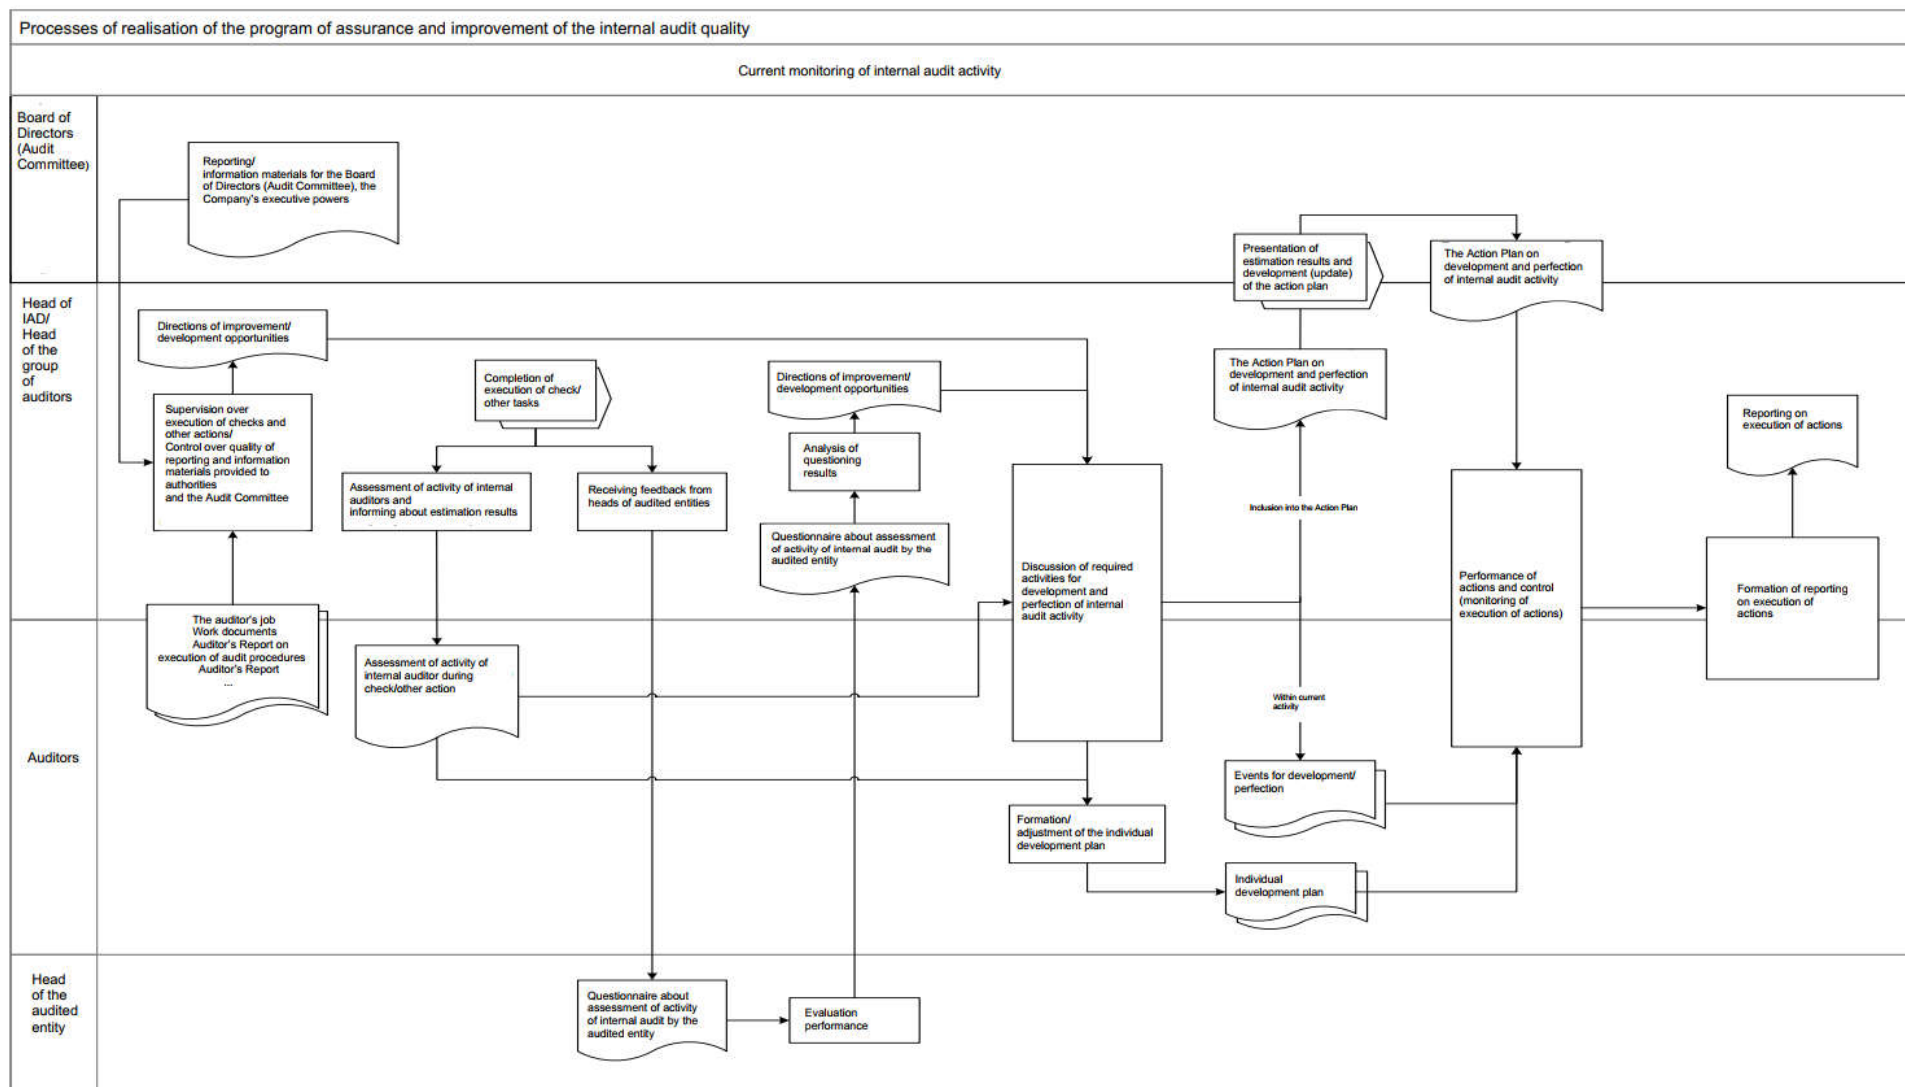 Processes of realisation of the program of assurance and improvement of the internal audit quality
Current monitoring of internal audit activity
Board of
Directors
(Audit
Committee)
Reporting/
information materials for the Board
of Directors (Audit Committee), the
Company's executive powers
Presentation of
estimation results and
development (update)
of the action plan
The Action Plan on
development and perfection
of internal audit activity
Head of
IAD/
Head
of the
group
of
auditors
Directions of improvement/
development opportunities
Supervision over
execution of checks and
other actions/
Control over quality of
reporting and information
materials provided to
authorities
and the Audit Committee
Completion of
execution of check/
other tasks
Assessment of activity of internal
auditors and
informing about estimation results
Receiving feedback from
heads of audited entities
Directions of improvement/
development opportunities
Analysis of
questioning
results
Questionnaire about assessment
of activity of internal audit by the
audited entity
Discussion of required
activities for
development and
perfection of internal
audit activity
The Action Plan on
development and perfection
of internal audit activity
Inclusion into the Action Plan
Performance of
actions and control
(monitoring of
execution of actions)
Reporting on
execution of actions
Formation of reporting
on execution of
actions
The auditor's job
Work documents
Auditor's Report on
execution of audit procedures
Auditor's Report
...
Auditors
Assessment of activity of
internal auditor during
check/other action
Within current
activity
Events for development/
perfection
Formation/
adjustment of the individual
development plan
Individual
development plan
Head
of the
audited
entity
Questionnaire about
assessment of activity
of internal audit by the
audited entity
Evaluation
performance